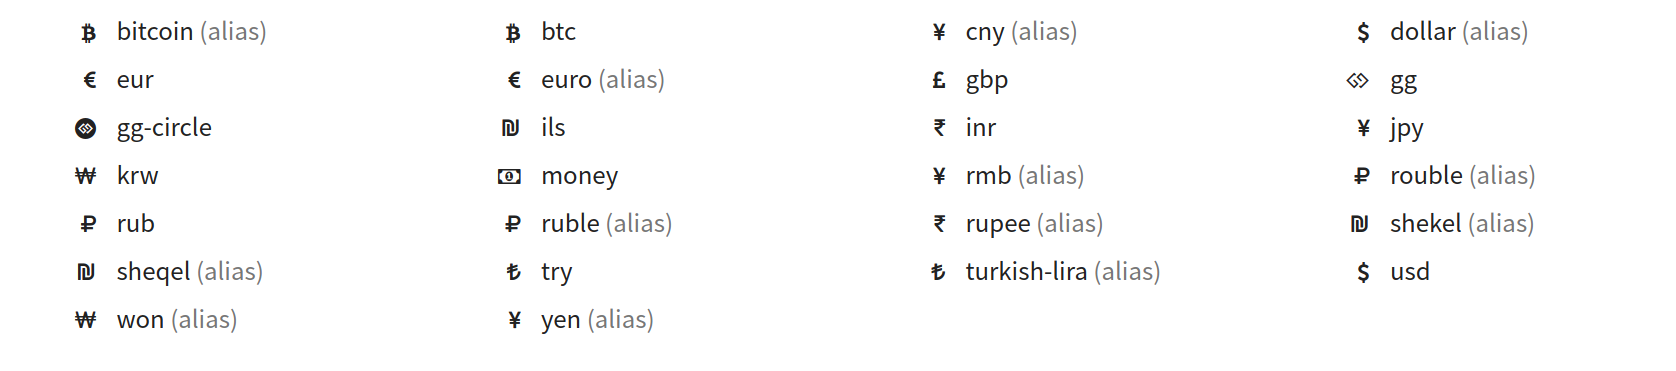 ₿ bitcoin (alias) ₿ btc ¥ cny (alias) $ dollar (alias)
€ eur € euro (alias) £ gbp gg
gg-circle ₪ ils ₹ inr ¥ jpy
₩ krw money ¥ rmb (alias) ₽ rouble (alias)
₽ rub ₽ ruble (alias) ₹ rupee (alias) ₪ shekel (alias)
₪ sheqel (alias) ₺ try ₺ turkish-lira (alias) $ usd
₩ won (alias) ¥ yen (alias)